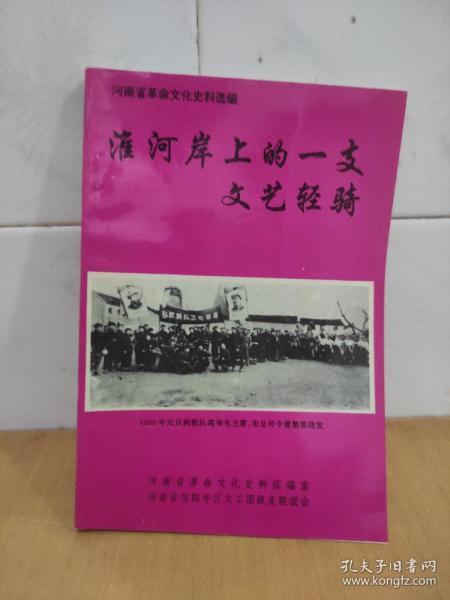 河南省革命文化史料选编
淮河岸上的一支
文艺轻骑
1950年元旦秧歌队高举毛主席、朱总司令像整装待发
河南省革命文化史料征编室
河南省信阳专区文工团战友联谊会
孔夫子旧书网
www.kongfz.com